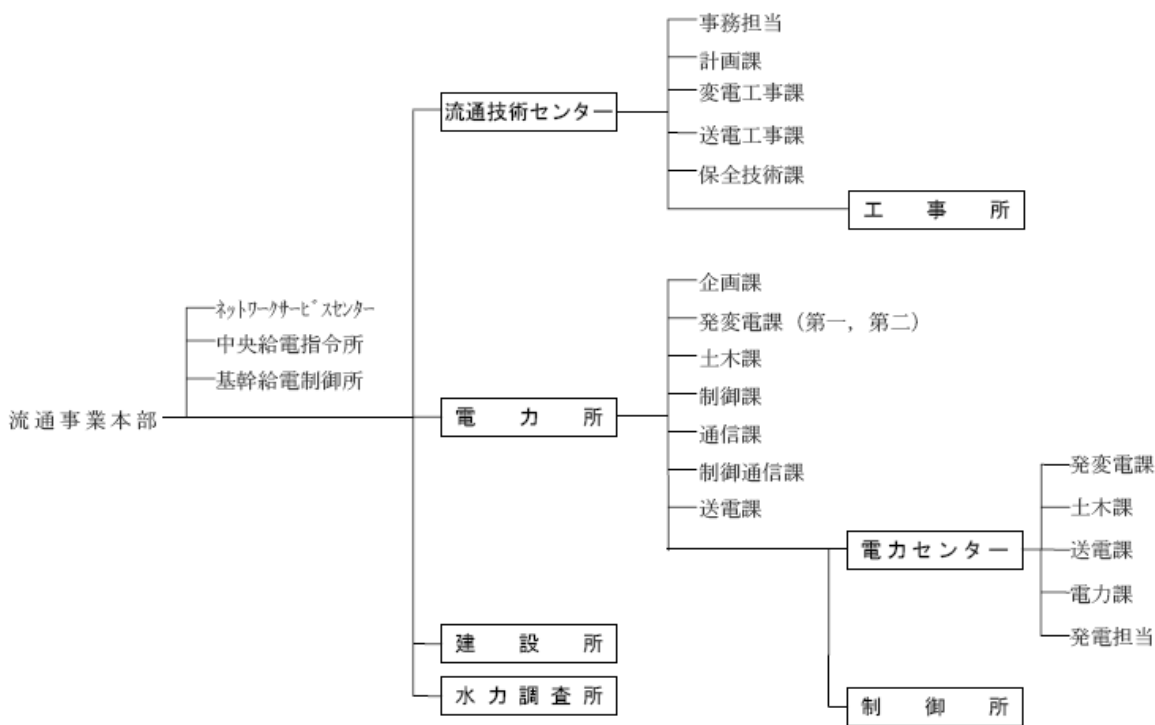 事務担当
計画課
流通技術センター
変電工事課
送電工事課
保全技術課
工事所
企画課
ネットワークサービスセンター
発変電課（第一，第二）
中央給電指令所
土木課
基幹給電制御所
制御課
流通事業本部
電力所
通信課
制御通信課
送電課
電力センター
発変電課
土木課
送電課
電力課
発電担当
建設所
水力調査所
制御所